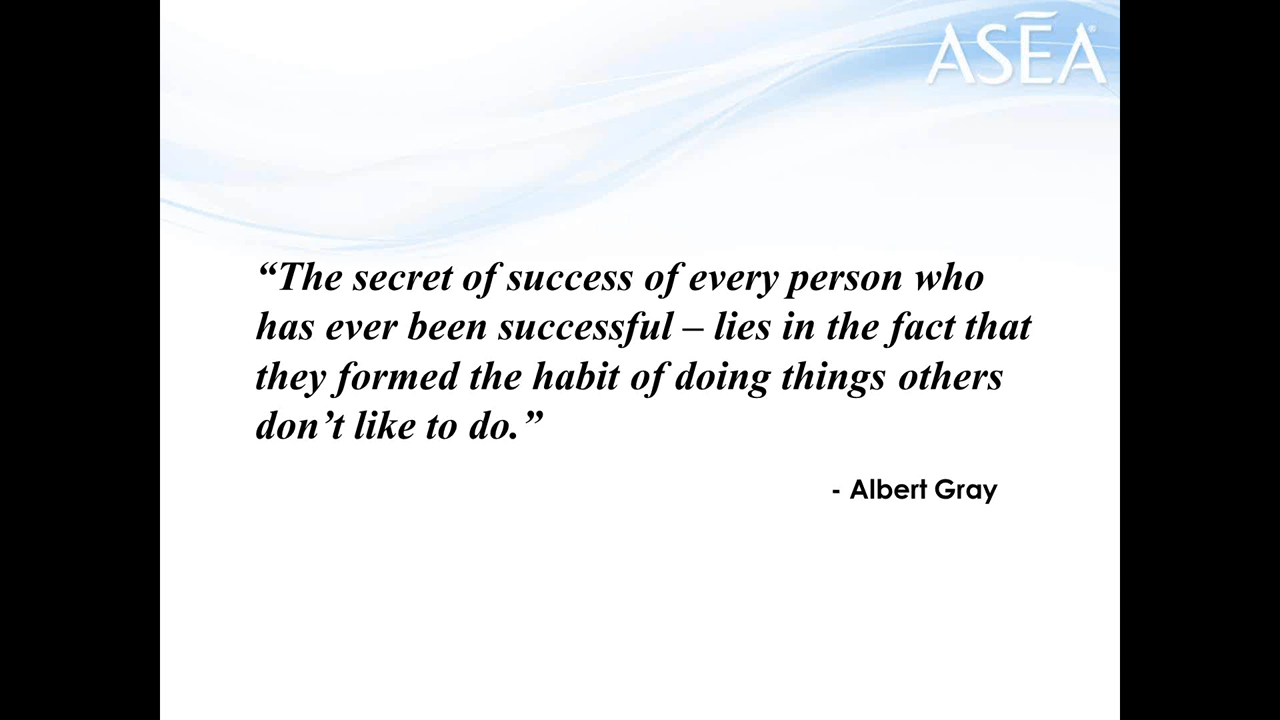 ASĒA®
“The secret of success of every person who
has ever been successful – lies in the fact that
they formed the habit of doing things others
don’t like to do.”
- Albert Gray